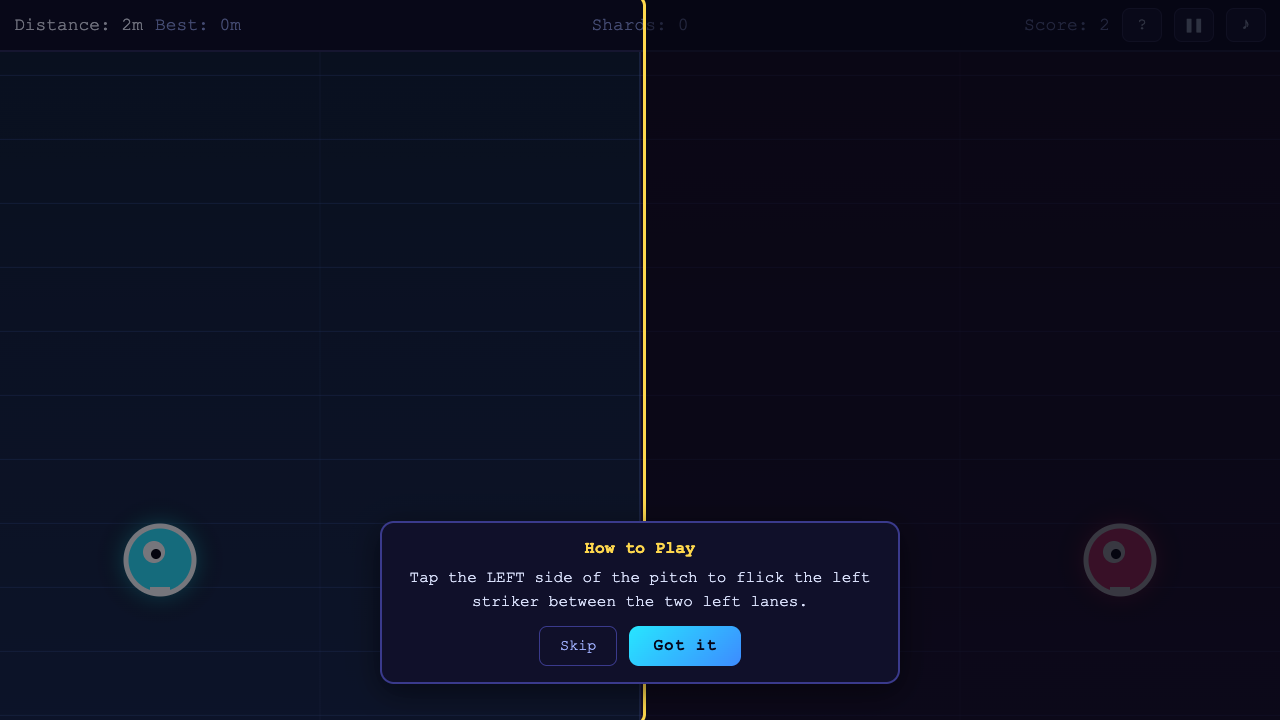 Distance: 2m Best: 0m Shards: 0 Score: 2 ?
How to Play
Tap the LEFT side of the pitch to flick the left
striker between the two left lanes.
Skip Got it